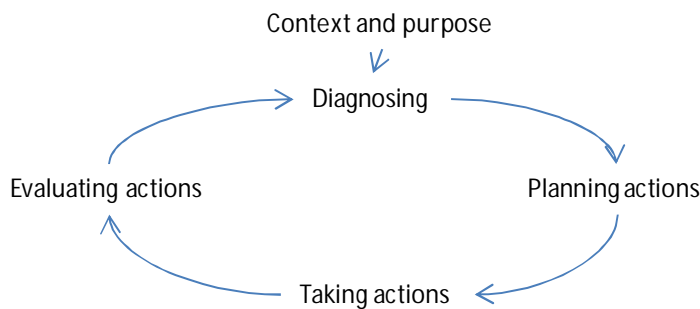 Context and purpose
Diagnosing
Evaluating actions
Planning actions
Taking actions